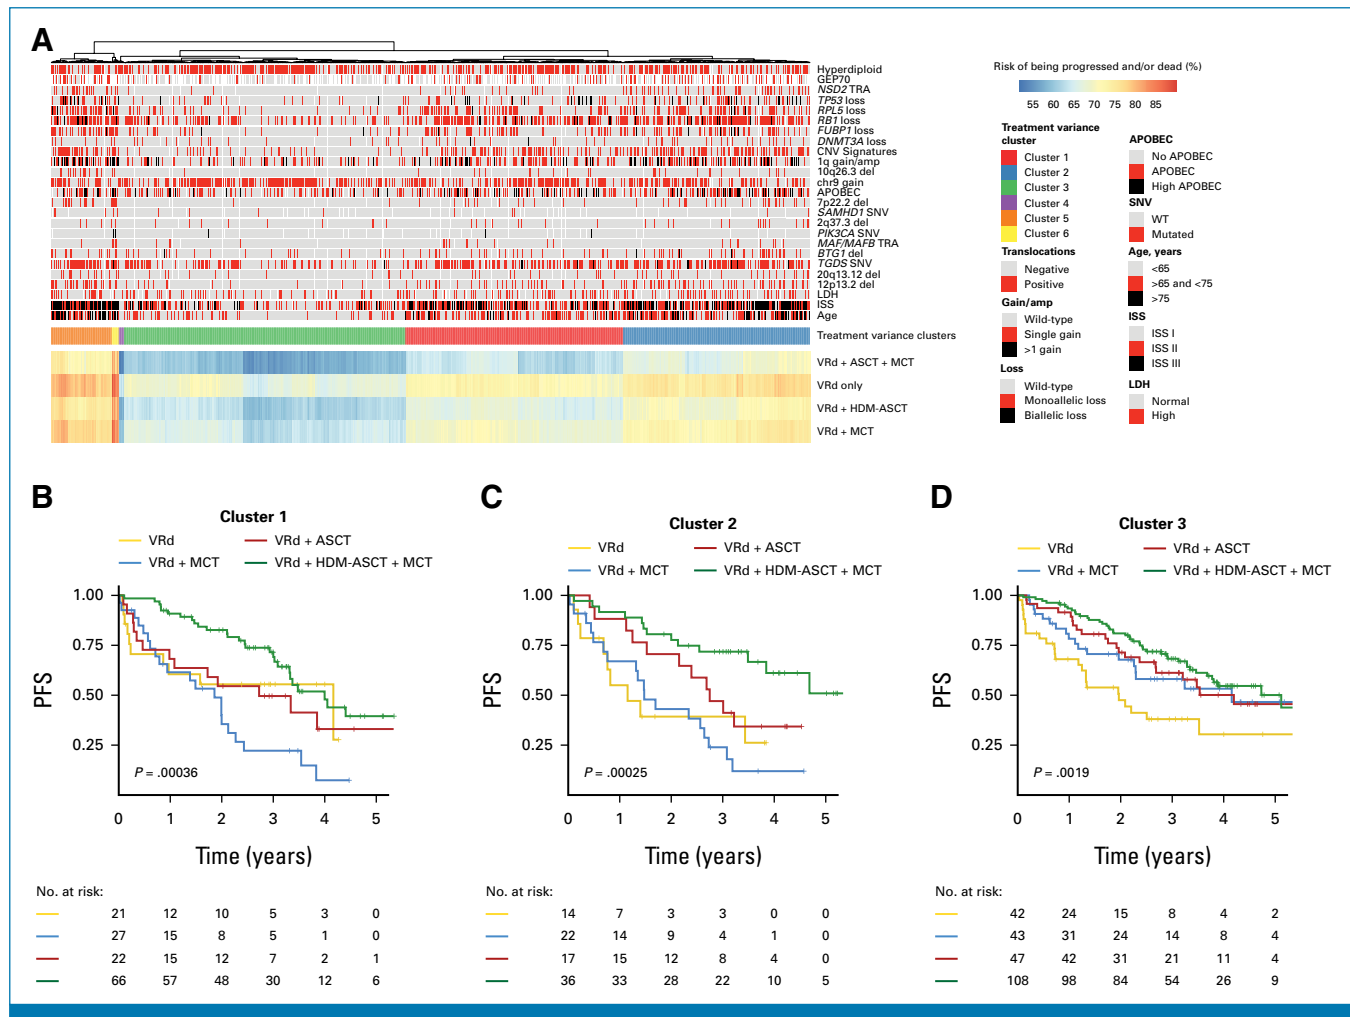 A
Hyperdiploid
GEP70
NSD2 TRA
TP53 loss
RPL5 loss
RB1 loss
FUBP1 loss
DNMT3A loss
CNV Signatures
1q gain/amp
10q26.3 del
chr9 gain
APOBEC
7p22.2 del
SAMHD1 SNV
2q37.3 del
PIK3CA SNV
MAF/MAFB TRA
BTG1 del
TGDS SNV
20q13.12 del
12p13.2 del
LDH
ISS
Age
Treatment variance clusters
VRd + ASCT + MCT
VRd only
VRd + HDM-ASCT
VRd + MCT
Risk of being progressed and/or dead (%)
55 60 65 70 75 80 85
Treatment variance
cluster
Cluster 1
Cluster 2
Cluster 3
Cluster 4
Cluster 5
Cluster 6
Translocations
Negative
Positive
Gain/amp
Wild-type
Single gain
>1 gain
Loss
Wild-type
Monoallelic loss
Biallelic loss
APOBEC
No APOBEC
APOBEC
High APOBEC
SNV
WT
Mutated
Age, years
<65
>65 and <75
>75
ISS
ISS I
ISS II
ISS III
LDH
Normal
High
B
Cluster 1
VRd
VRd + ASCT
VRd + MCT
VRd + HDM-ASCT + MCT
PFS
1.00
0.75
0.50
0.25
P = .00036
0 1 2 3 4 5
Time (years)
No. at risk:
21 12 10 5 3 0
27 15 8 5 1 0
22 15 12 7 2 1
66 57 48 30 12 6
C
Cluster 2
VRd
VRd + ASCT
VRd + MCT
VRd + HDM-ASCT + MCT
PFS
1.00
0.75
0.50
0.25
P = .00025
0 1 2 3 4 5
Time (years)
No. at risk:
14 7 3 3 0 0
22 14 9 4 1 0
17 15 12 8 4 0
36 33 28 22 10 5
D
Cluster 3
VRd
VRd + ASCT
VRd + MCT
VRd + HDM-ASCT + MCT
PFS
1.00
0.75
0.50
0.25
P = .0019
0 1 2 3 4 5
Time (years)
No. at risk:
42 24 15 8 4 2
43 31 24 14 8 4
47 42 31 21 11 4
108 98 84 54 26 9